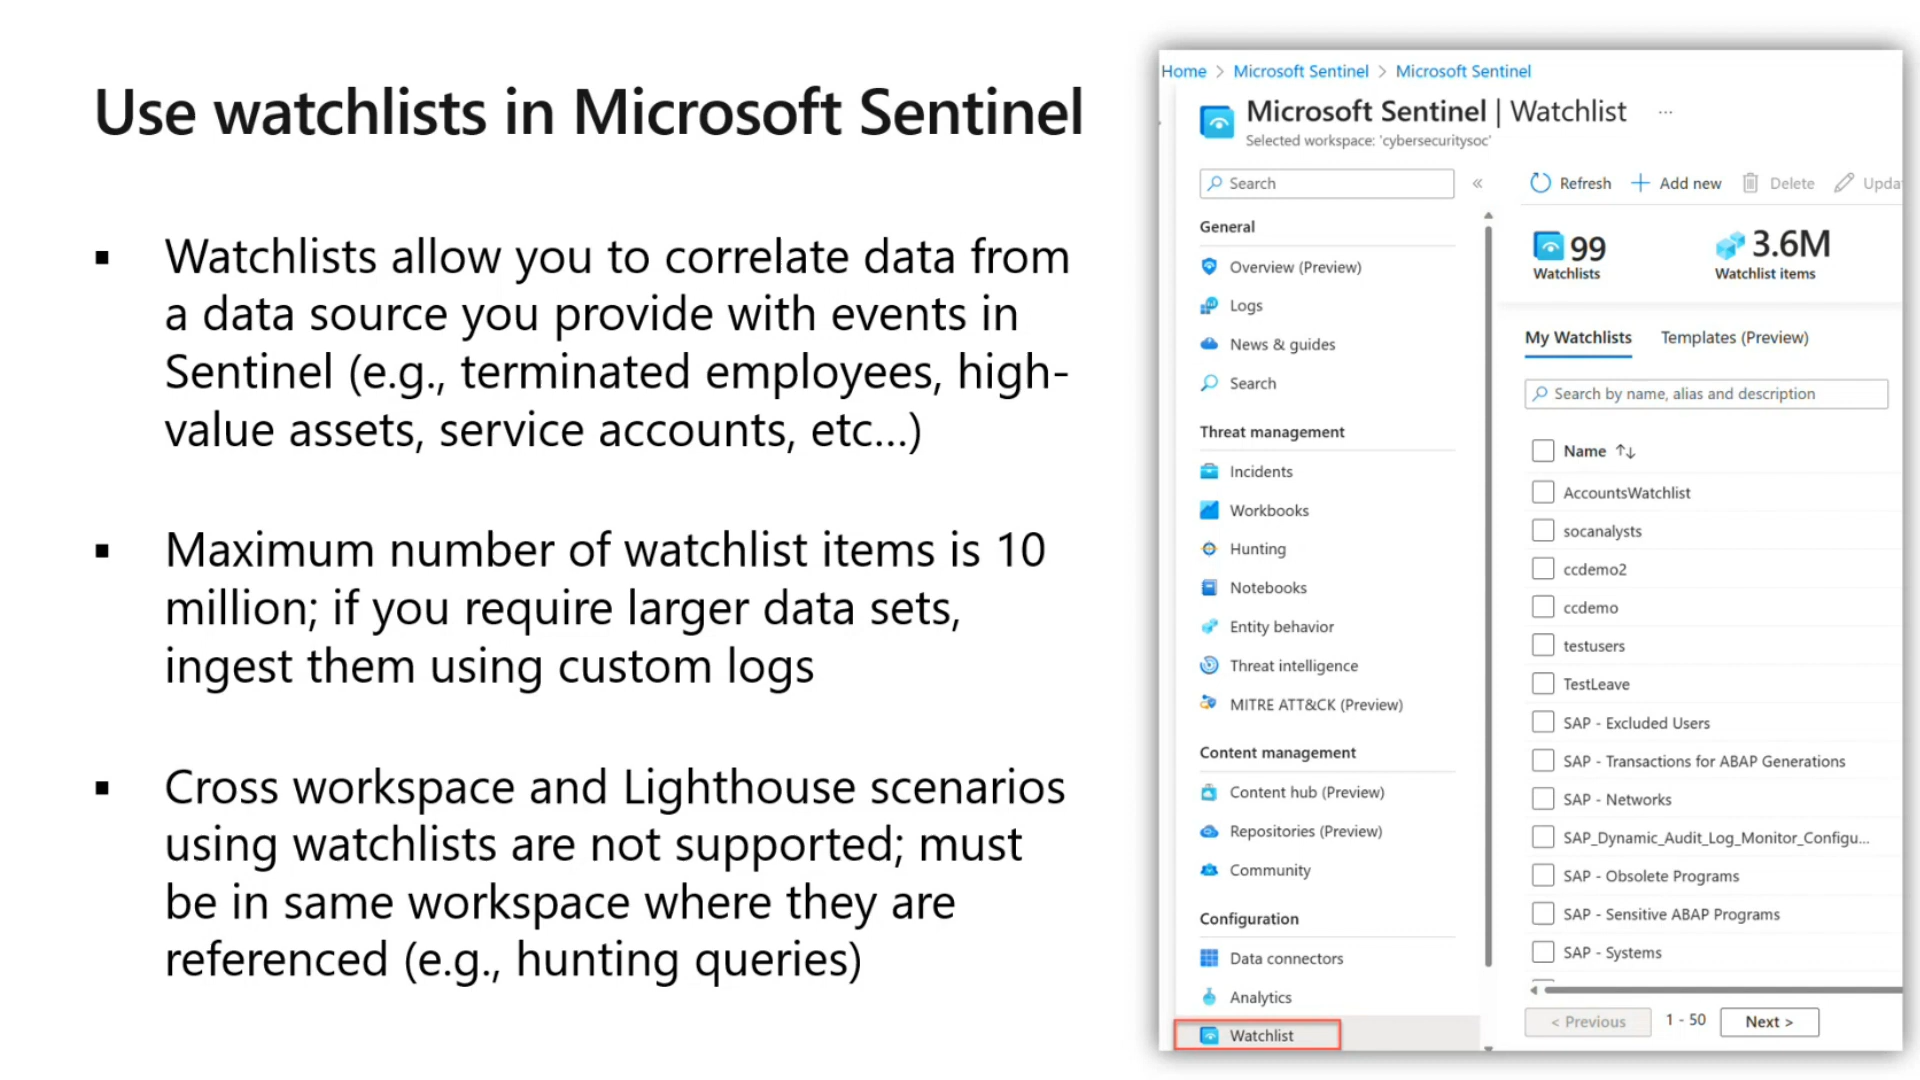 Use watchlists in Microsoft Sentinel
▪ Watchlists allow you to correlate data from
a data source you provide with events in
Sentinel (e.g., terminated employees, high-
value assets, service accounts, etc...)
▪ Maximum number of watchlist items is 10
million; if you require larger data sets,
ingest them using custom logs
▪ Cross workspace and Lighthouse scenarios
using watchlists are not supported; must
be in same workspace where they are
referenced (e.g., hunting queries)
Home > Microsoft Sentinel > Microsoft Sentinel
Microsoft Sentinel | Watchlist ...
Selected workspace: 'cybersecuritysoc'
Search «
General
Overview (Preview)
Logs
News & guides
Search
Threat management
Incidents
Workbooks
Hunting
Notebooks
Entity behavior
Threat intelligence
MITRE ATT&CK (Preview)
Content management
Content hub (Preview)
Repositories (Preview)
Community
Configuration
Data connectors
Analytics
Watchlist
Refresh + Add new Delete Upda
99 3.6M
Watchlists Watchlist items
My Watchlists Templates (Preview)
Search by name, alias and description
Name ↑↓
AccountsWatchlist
socanalysts
ccdemo2
ccdemo
testusers
TestLeave
SAP - Excluded Users
SAP - Transactions for ABAP Generations
SAP - Networks
SAP_Dynamic_Audit_Log_Monitor_Configu...
SAP - Obsolete Programs
SAP - Sensitive ABAP Programs
SAP - Systems
< Previous 1 - 50 Next >